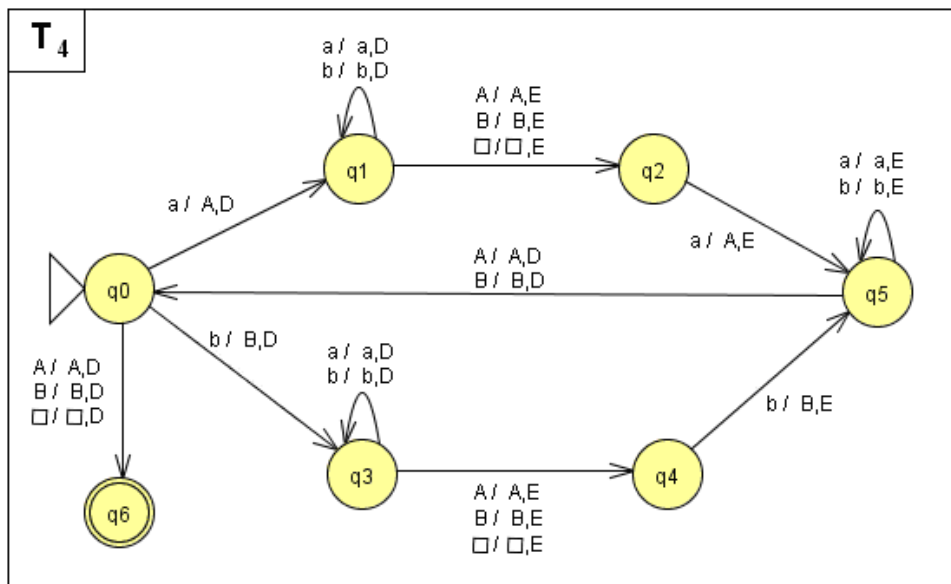 T4
a / a,D
b / b,D
A / A,E
B / B,E
□ / □,E
q1
q2
a / a,E
b / b,E
a / A,D
a / A,E
A / A,D
B / B,D
q0
q5
b / B,D
a / a,D
b / b,D
A / A,D
B / B,D
□ / □,D
b / B,E
q3
q4
A / A,E
B / B,E
□ / □,E
q6